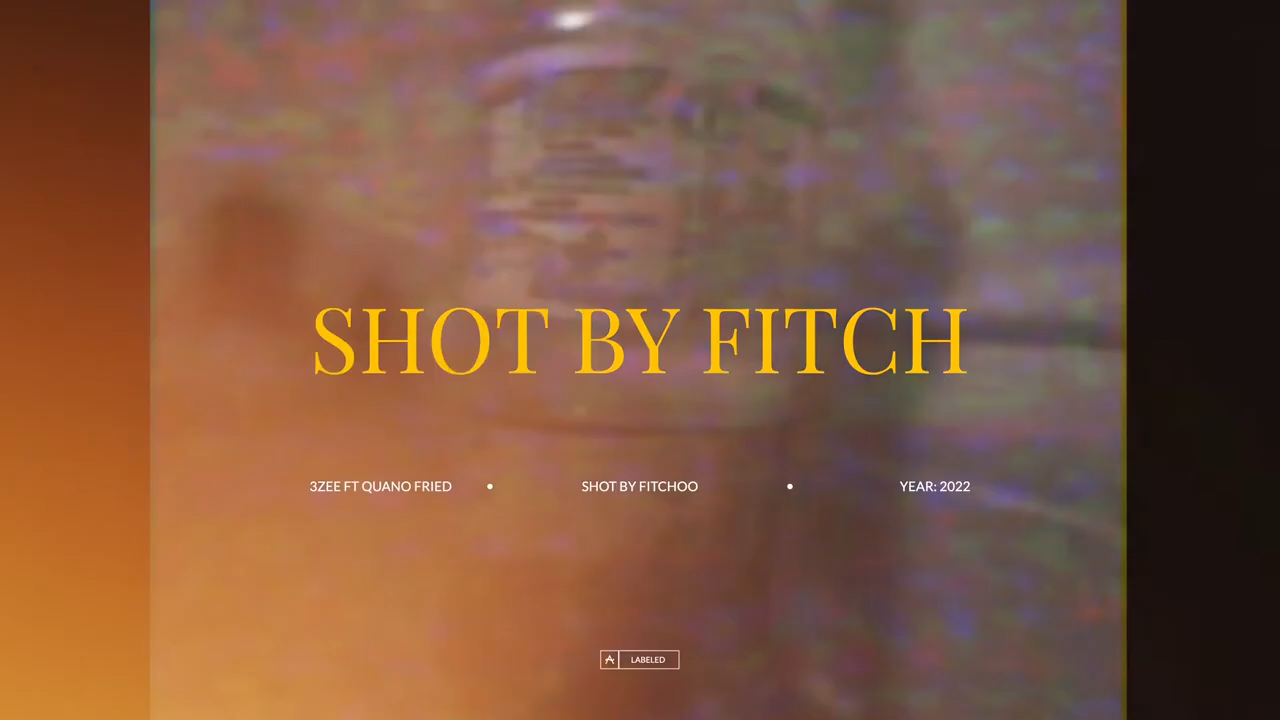 SHOT BY FITCH
3ZEE FT QUANO FRIED • SHOT BY FITCHOO • YEAR: 2022
LABELED